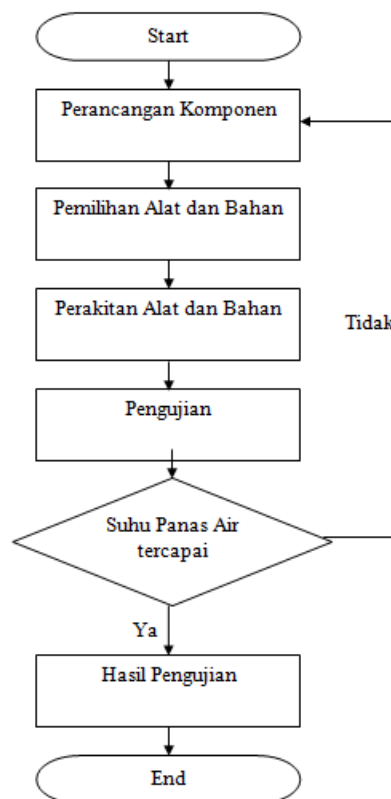 Start
Perancangan Komponen
Pemilihan Alat dan Bahan
Perakitan Alat dan Bahan
Tidak
Pengujian
Suhu Panas Air
tercapai
Ya
Hasil Pengujian
End